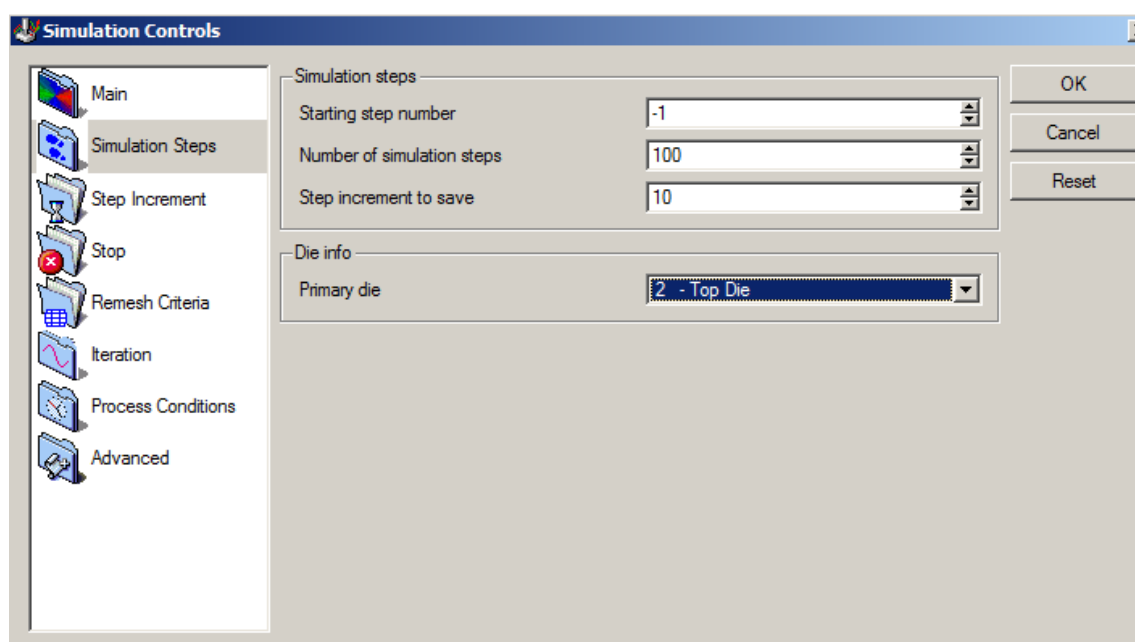 Simulation Controls
Main
Simulation Steps
Step Increment
Stop
Remesh Criteria
Iteration
Process Conditions
Advanced
Simulation steps
Starting step number -1
Number of simulation steps 100
Step increment to save 10
Die info
Primary die 2 - Top Die
OK
Cancel
Reset